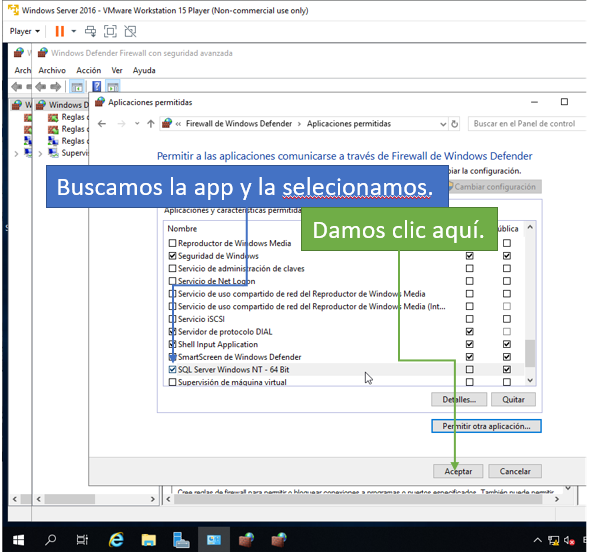 Windows Server 2016 - VMware Workstation 15 Player (Non-commercial use only)
Player
Windows Defender Firewall con seguridad avanzada
Arch Archivo Acción Ver Ayuda
Windows D
Reglas
Reglas
Reglas
Supervi
Aplicaciones permitidas
« Firewall de Windows Defender > Aplicaciones permitidas
Buscar en el Panel de control
Permitir a las aplicaciones comunicarse a través de Firewall de Windows Defender
biar la configuración.
Cambiar configuración
Buscamos la app y la selecionamos.
Aplicaciones y características permitida
Damos clic aquí.
Nombre
ública
Reproductor de Windows Media
Seguridad de Windows
Servicio de administración de claves
Servicio de Net Logon
Servicio de uso compartido de red del Reproductor de Windows Media
Servicio de uso compartido de red del Reproductor de Windows Media (Int...
Servicio iSCSI
Servidor de protocolo DIAL
Shell Input Application
SmartScreen de Windows Defender
SQL Server Windows NT - 64 Bit
Supervisión de máquina virtual
Detalles... Quitar
Permitir otra aplicación...
Aceptar Cancelar
Cree reglas de firewall para permitir o bloquear conexiones a programas o puertos especificados. También puede permitir